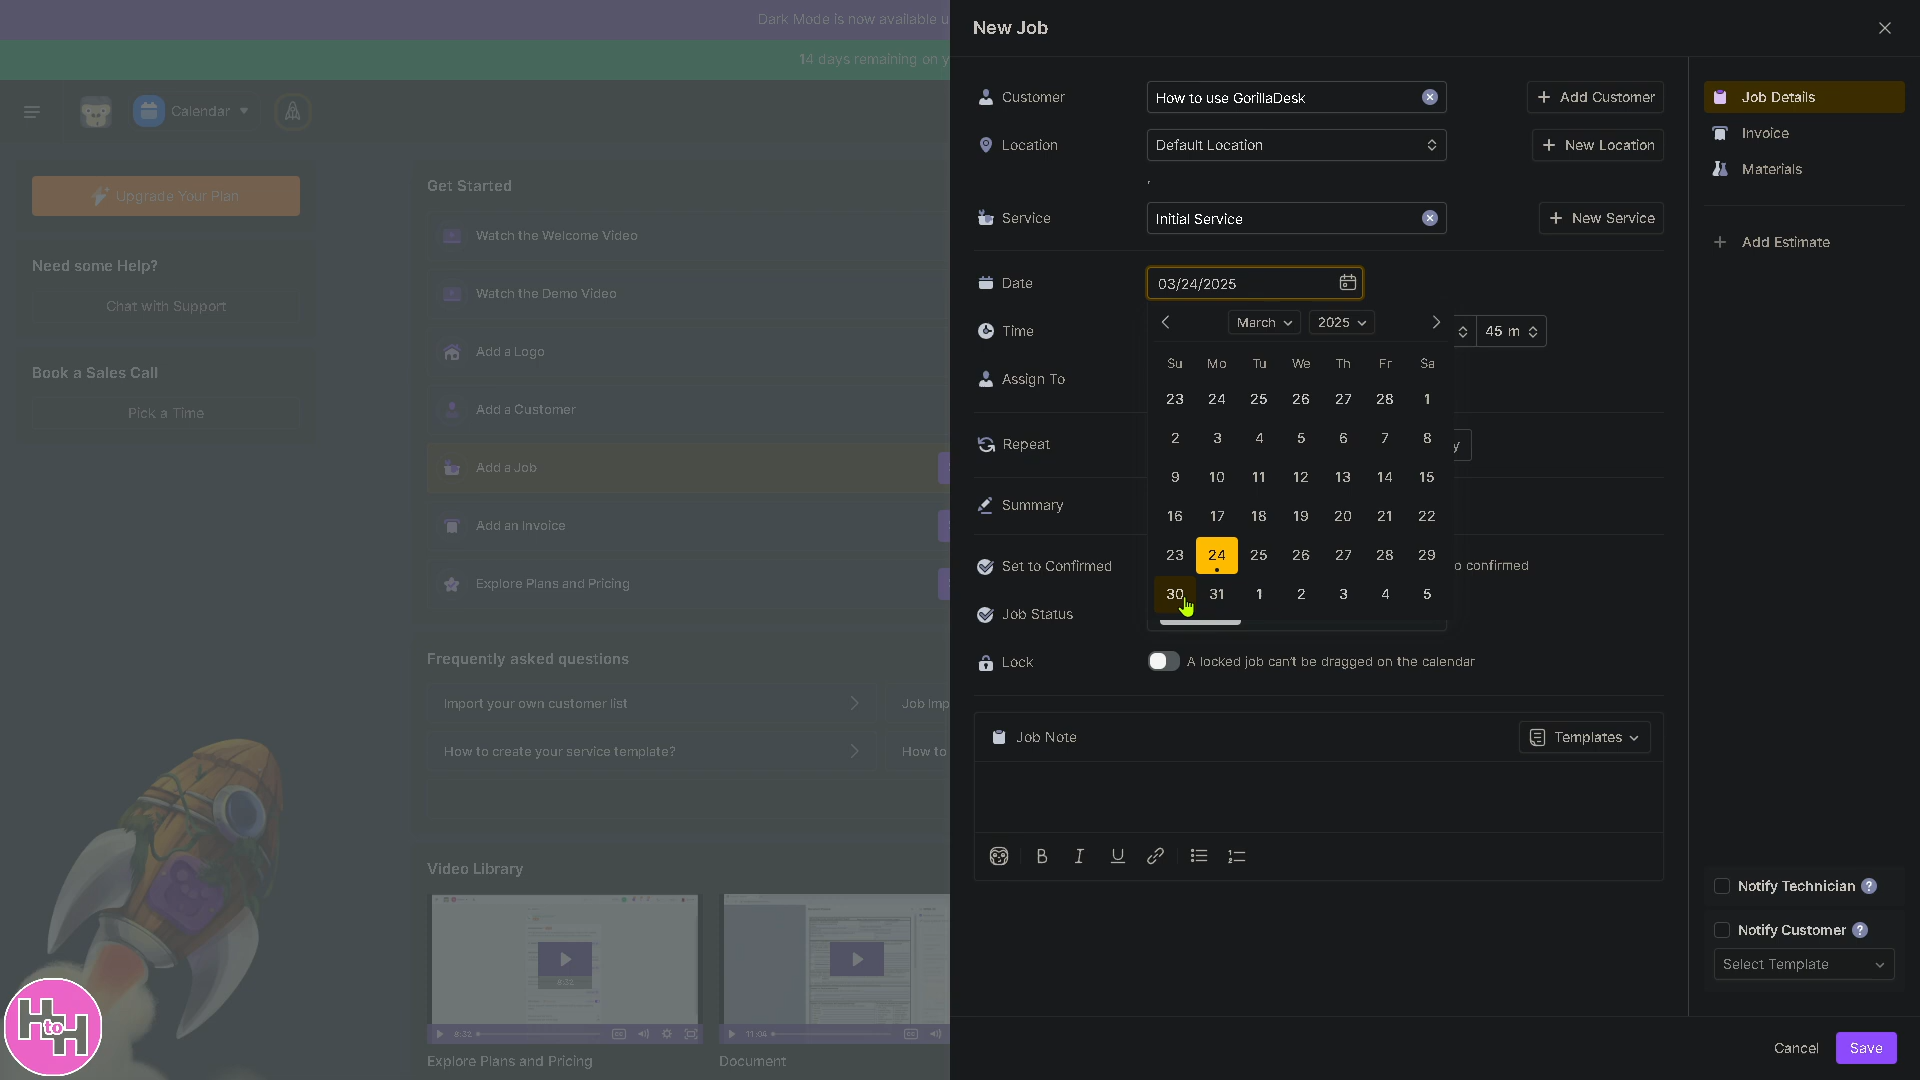 Dark Mode is now available u
14 days remaining on y
Calendar
Upgrade Your Plan
Need some Help?
Chat with Support
Book a Sales Call
Pick a Time
Get Started
Watch the Welcome Video
Watch the Demo Video
Add a Logo
Add a Customer
Add a Job
Add an Invoice
Explore Plans and Pricing
Frequently asked questions
Import your own customer list
Job Imp
How to create your service template?
How to
Video Library
8:32
8:32
11:06
Explore Plans and Pricing
Document
H to H
New Job
Customer
How to use GorillaDesk
Add Customer
Location
Default Location
New Location
,
Service
Initial Service
New Service
Date
03/24/2025
March
2025
Su Mo Tu We Th Fr Sa
23 24 25 26 27 28 1
2 3 4 5 6 7 8
9 10 11 12 13 14 15
16 17 18 19 20 21 22
23 24 25 26 27 28 29
30 31 1 2 3 4 5
Time
45 m
Assign To
Repeat
y
Summary
Set to Confirmed
o confirmed
Job Status
Lock
A locked job can't be dragged on the calendar
Job Note
Templates
B I U
Job Details
Invoice
Materials
Add Estimate
Notify Technician ?
Notify Customer ?
Select Template
Cancel
Save